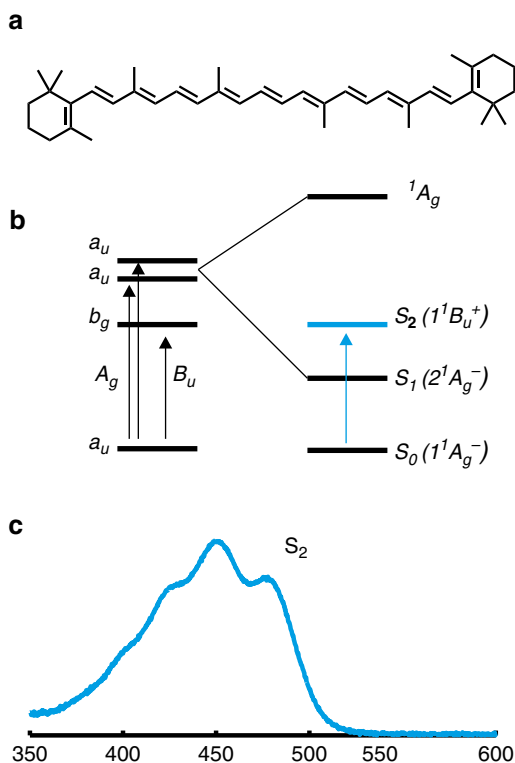 a
b
¹A_g
a_u
a_u
b_g
S₂ (1¹B_u⁺)
A_g
B_u
S₁ (2¹A_g⁻)
a_u
S₀ (1¹A_g⁻)
c
S₂
350 400 450 500 550 600